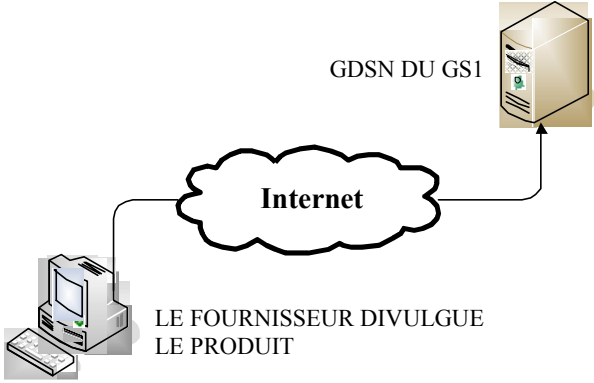 GDSN DU GS1
Internet
LE FOURNISSEUR DIVULGUE
LE PRODUIT